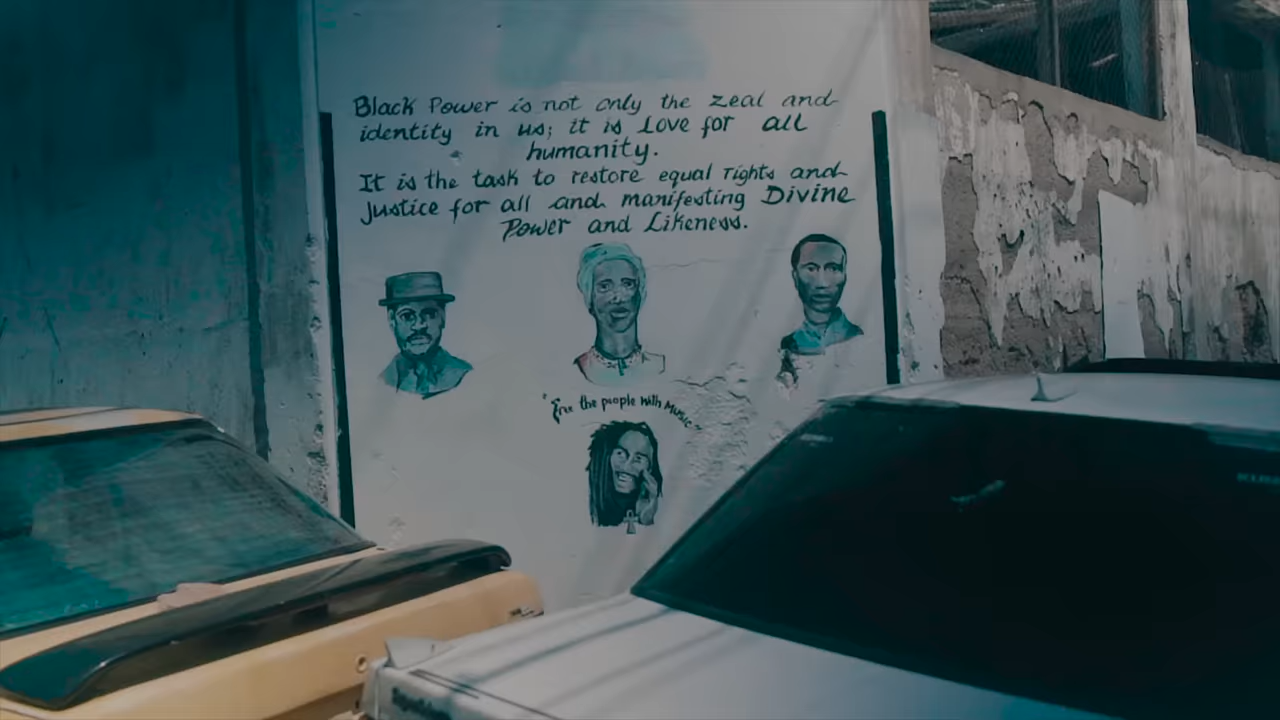 Black Power is not only the zeal and
identity in us; it is Love for all
humanity.
It is the task to restore equal rights and
Justice for all and manifesting Divine
Power and Likeness.
"Free the people with Music"